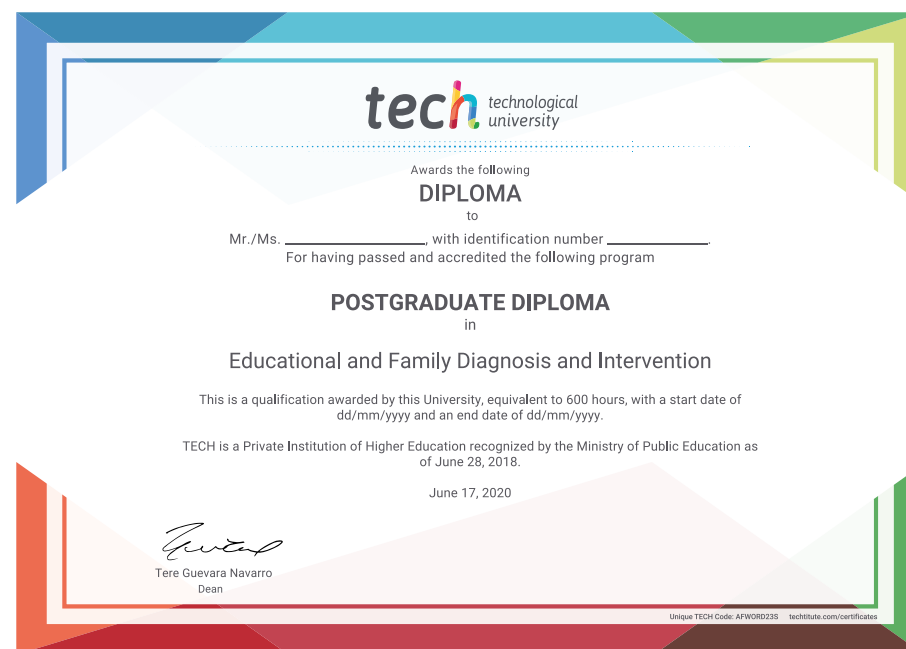 tech technological
university
Awards the following
DIPLOMA
to
Mr./Ms. ____________________, with identification number ______________.
For having passed and accredited the following program
POSTGRADUATE DIPLOMA
in
Educational and Family Diagnosis and Intervention
This is a qualification awarded by this University, equivalent to 600 hours, with a start date of
dd/mm/yyyy and an end date of dd/mm/yyyy.
TECH is a Private Institution of Higher Education recognized by the Ministry of Public Education as
of June 28, 2018.
June 17, 2020
Tere Guevara Navarro
Dean
Unique TECH Code: AFWORD23S techtitute.com/certificates